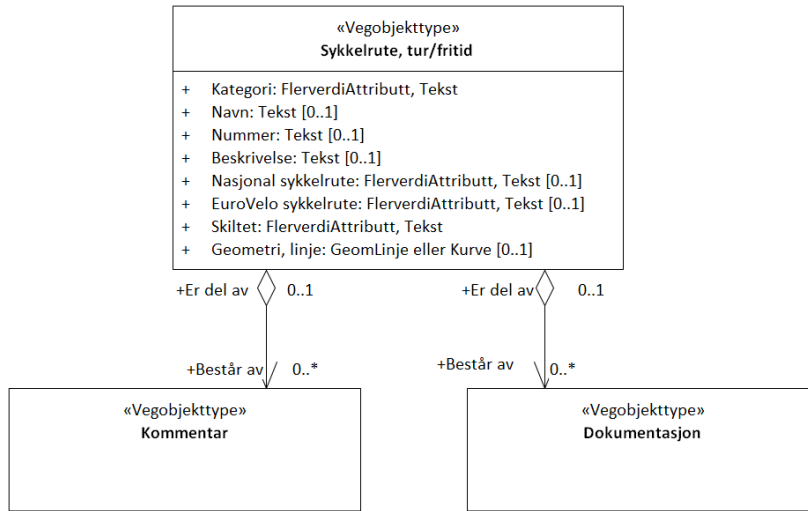 «Vegobjekttype»
Sykkelrute, tur/fritid
+ Kategori: FlerverdiAttributt, Tekst
+ Navn: Tekst [0..1]
+ Nummer: Tekst [0..1]
+ Beskrivelse: Tekst [0..1]
+ Nasjonal sykkelrute: FlerverdiAttributt, Tekst [0..1]
+ EuroVelo sykkelrute: FlerverdiAttributt, Tekst [0..1]
+ Skiltet: FlerverdiAttributt, Tekst
+ Geometri, linje: GeomLinje eller Kurve [0..1]
+Er del av 0..1
+Er del av 0..1
+Består av 0..*
+Består av 0..*
«Vegobjekttype»
Kommentar
«Vegobjekttype»
Dokumentasjon